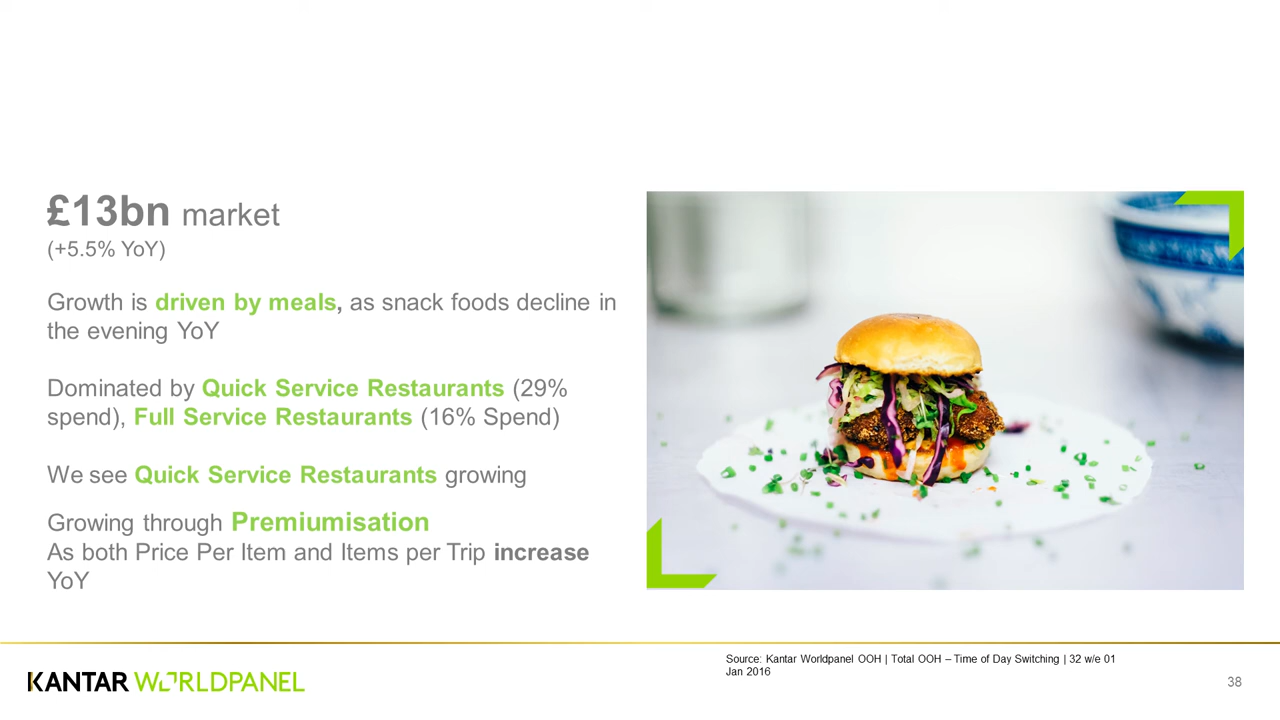 £13bn market
(+5.5% YoY)
Growth is driven by meals, as snack foods decline in
the evening YoY
Dominated by Quick Service Restaurants (29%
spend), Full Service Restaurants (16% Spend)
We see Quick Service Restaurants growing
Growing through Premiumisation
As both Price Per Item and Items per Trip increase
YoY
Source: Kantar Worldpanel OOH | Total OOH – Time of Day Switching | 32 w/e 01
Jan 2016
KANTAR WORLDPANEL
38